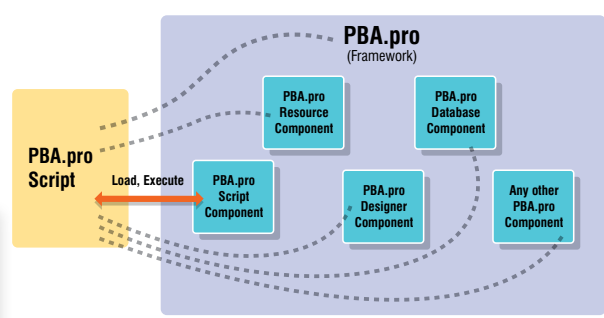 PBA.pro
(Framework)
PBA.pro
Resource
Component
PBA.pro
Database
Component
PBA.pro
Script
Load, Execute
PBA.pro
Script
Component
PBA.pro
Designer
Component
Any other
PBA.pro
Component